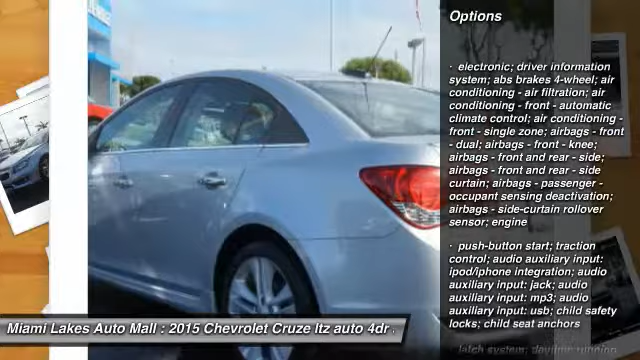 Options
· electronic; driver information
system; abs brakes 4-wheel; air
conditioning - air filtration; air
conditioning - front - automatic
climate control; air conditioning -
front - single zone; airbags - front
- dual; airbags - front - knee;
airbags - front and rear - side;
airbags - front and rear - side
curtain; airbags - passenger -
occupant sensing deactivation;
airbags - side-curtain rollover
sensor; engine
· push-button start; traction
control; audio auxiliary input:
ipod/iphone integration; audio
auxiliary input: jack; audio
auxiliary input: mp3; audio
auxiliary input: usb; child safety
locks; child seat anchors
latch system; daytime running
Miami Lakes Auto Mall : 2015 Chevrolet Cruze ltz auto 4dr